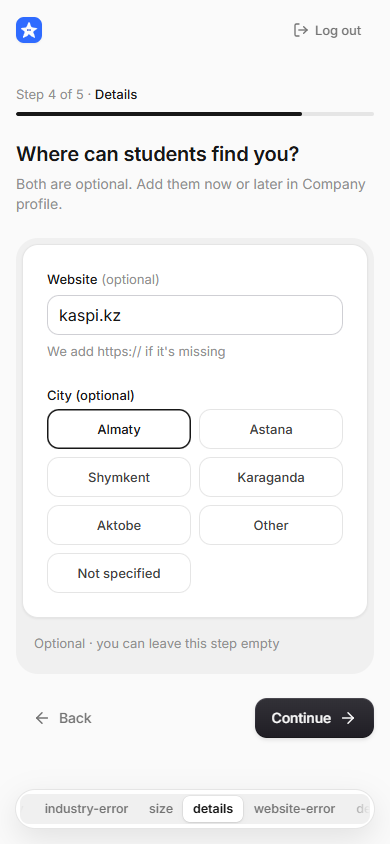 Log out
Step 4 of 5 · Details
Where can students find you?
Both are optional. Add them now or later in Company
profile.
Website (optional)
kaspi.kz
We add https:// if it's missing
City (optional)
Almaty
Astana
Shymkent
Karaganda
Aktobe
Other
Not specified
Optional · you can leave this step empty
Back
Continue
industry-error size details website-error